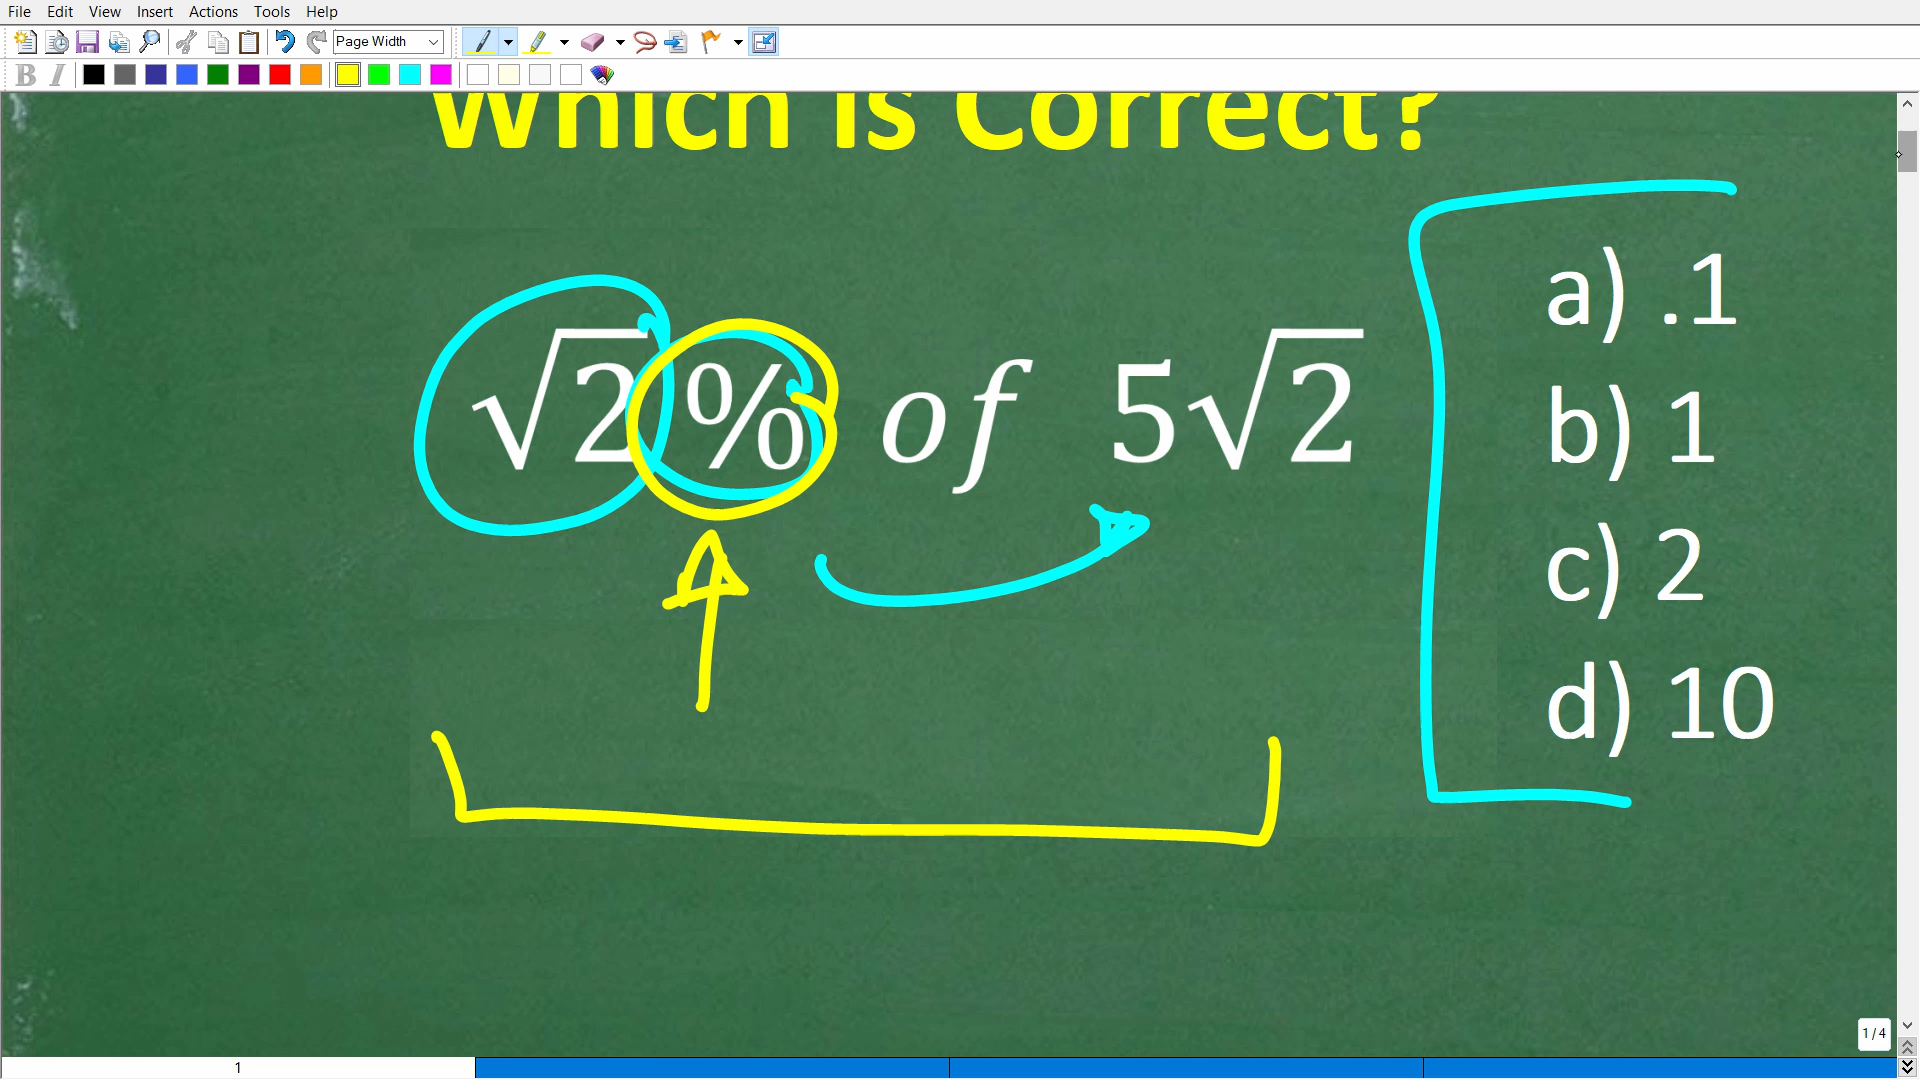 File Edit View Insert Actions Tools Help
Page Width
B I
Which is Correct?
√2% of 5√2
a) .1
b) 1
c) 2
d) 10
1 / 4
1